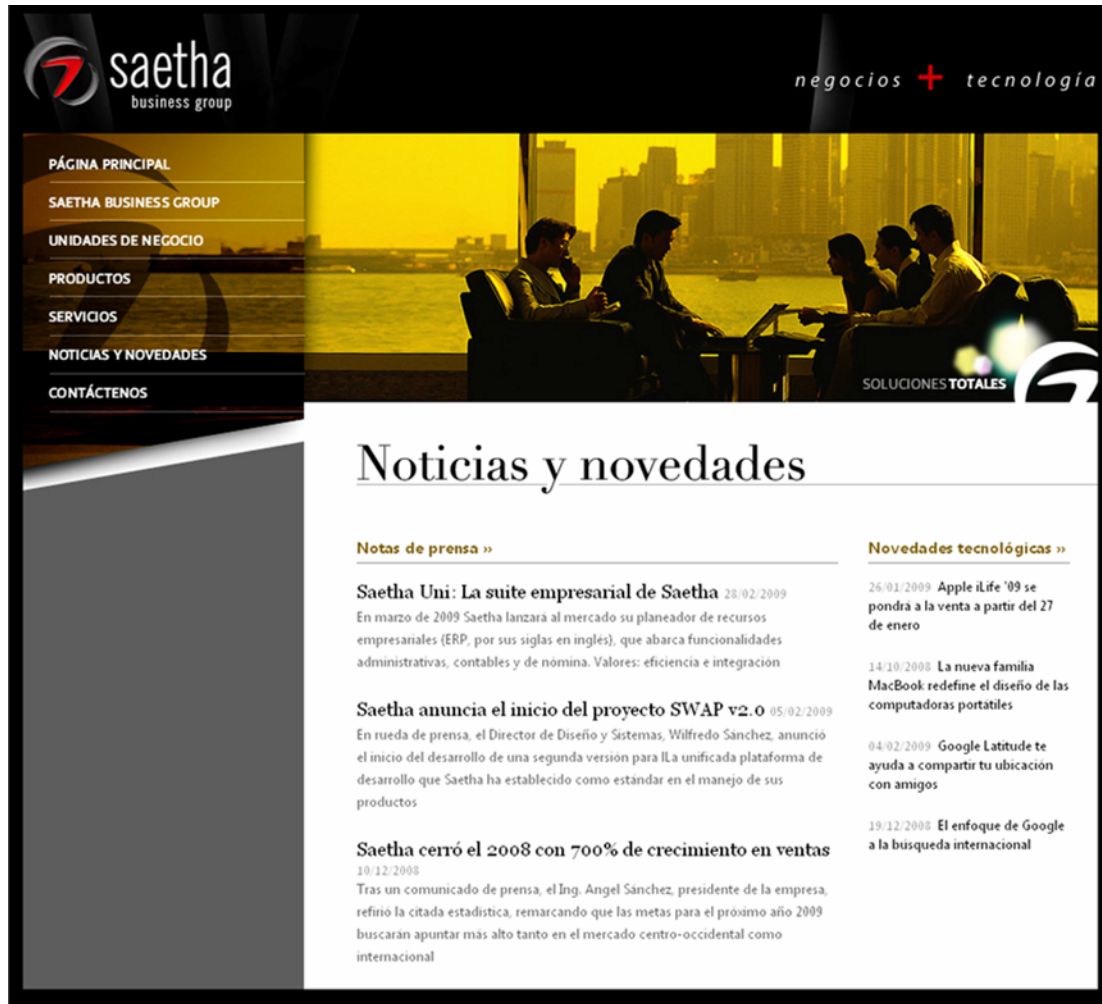 saetha
business group
negocios + tecnología
PÁGINA PRINCIPAL
SAETHA BUSINESS GROUP
UNIDADES DE NEGOCIO
PRODUCTOS
SERVICIOS
NOTICIAS Y NOVEDADES
CONTÁCTENOS
SOLUCIONES TOTALES
Noticias y novedades
Notas de prensa »
Saetha Uni: La suite empresarial de Saetha 28/02/2009
En marzo de 2009 Saetha lanzará al mercado su planeador de recursos
empresariales (ERP, por sus siglas en inglés), que abarca funcionalidades
administrativas, contables y de nómina. Valores: eficiencia e integración
Saetha anuncia el inicio del proyecto SWAP v2.0 05/02/2009
En rueda de prensa, el Director de Diseño y Sistemas, Wilfredo Sánchez, anunció
el inicio del desarrollo de una segunda versión para lLa unificada plataforma de
desarrollo que Saetha ha establecido como estándar en el manejo de sus
productos
Saetha cerró el 2008 con 700% de crecimiento en ventas
10/12/2008
Tras un comunicado de prensa, el Ing. Angel Sánchez, presidente de la empresa,
refirió la citada estadística, remarcando que las metas para el próximo año 2009
buscarán apuntar más alto tanto en el mercado centro-occidental como
internacional
Novedades tecnológicas »
26/01/2009 Apple iLife '09 se
pondrá a la venta a partir del 27
de enero
14/10/2008 La nueva familia
MacBook redefine el diseño de las
computadoras portátiles
04/02/2009 Google Latitude te
ayuda a compartir tu ubicación
con amigos
19/12/2008 El enfoque de Google
a la búsqueda internacional